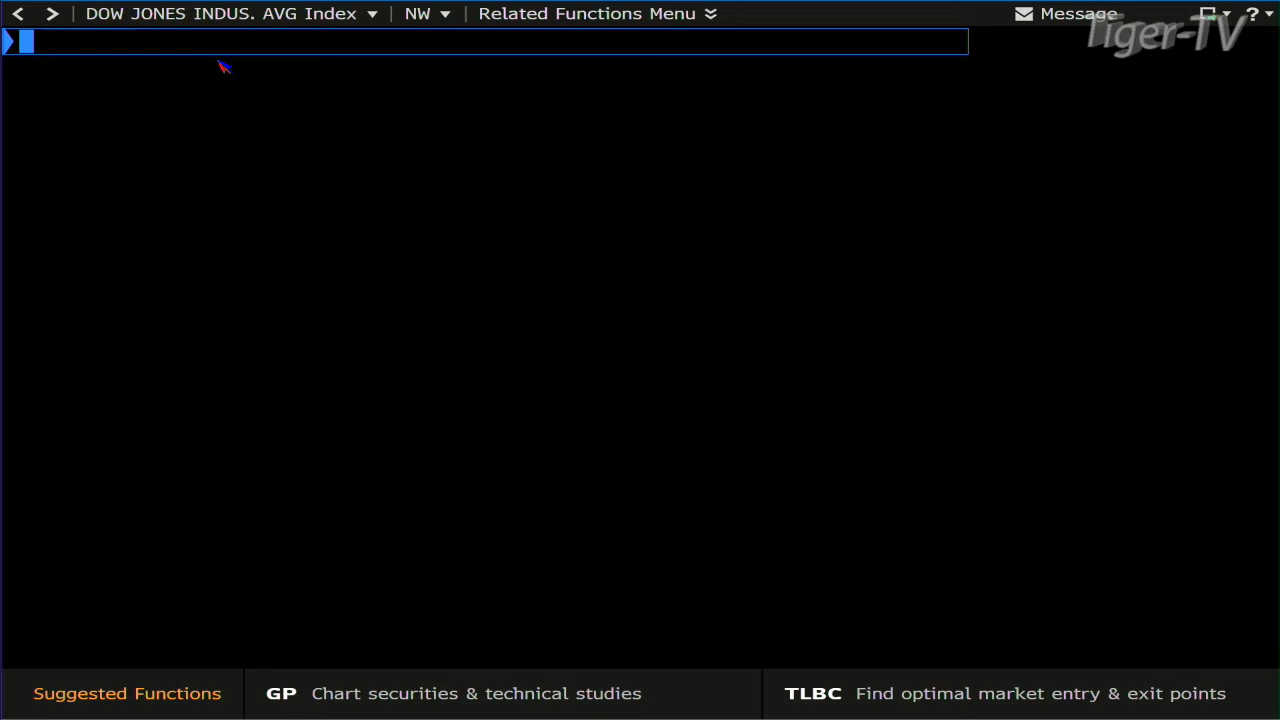 DOW JONES INDUS. AVG Index NW Related Functions Menu Message ?
Tiger-TV
Suggested Functions GP Chart securities & technical studies TLBC Find optimal market entry & exit points